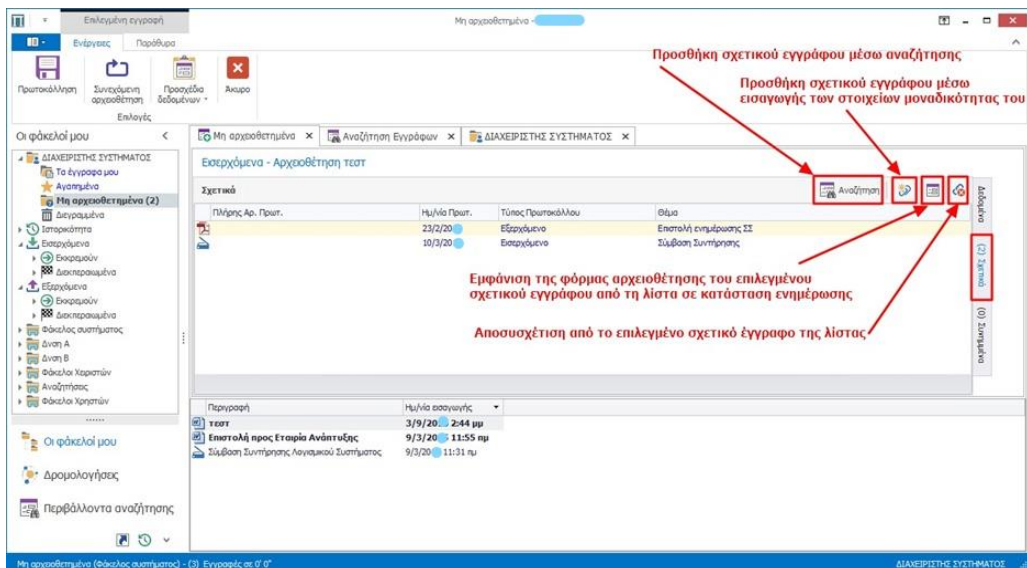 Επιλεγμένη εγγραφή
Μη αρχειοθετημένα -
Ενέργειες Παράθυρα
Πρωτοκόλληση
Συνεχόμενη αρχειοθέτηση
Προσχέδια δεδομένων
Άκυρο
Επιλογές
Προσθήκη σχετικού εγγράφου μέσω αναζήτησης
Προσθήκη σχετικού εγγράφου μέσω
εισαγωγής των στοιχείων μοναδικότητας του
Οι φάκελοί μου
ΔΙΑΧΕΙΡΙΣΤΗΣ ΣΥΣΤΗΜΑΤΟΣ
Τα έγγραφα μου
Αγαπημένα
Μη αρχειοθετημένα (2)
Διεγραμμένα
Ιστορικότητα
Εισερχόμενα
Εκκρεμούν
Διεκπεραιωμένα
Εξερχόμενα
Εκκρεμούν
Διεκπεραιωμένα
Φάκελος συστήματος
Δνση Α
Δνση Β
Φάκελοι Χειριστών
Αναζητήσεις
Φάκελοι Χρηστών
Οι φάκελοί μου
Δρομολογήσεις
Περιβάλλοντα αναζήτησης
Μη αρχειοθετημένα Αναζήτηση Εγγράφων ΔΙΑΧΕΙΡΙΣΤΗΣ ΣΥΣΤΗΜΑΤΟΣ
Εισερχόμενα - Αρχειοθέτηση τεστ
Σχετικά Αναζήτηση
Πλήρης Αρ. Πρωτ. Ημ/νία Πρωτ. Τύπος Πρωτοκόλλου Θέμα
23/2/20 Εξερχόμενο Επιστολή ενημέρωσης ΣΣ
10/3/20 Εισερχόμενο Σύμβαση Συντήρησης
Εμφάνιση της φόρμας αρχειοθέτησης του επιλεγμένου
σχετικού εγγράφου από τη λίστα σε κατάσταση ενημέρωσης
Αποσυσχέτιση από το επιλεγμένο σχετικό έγγραφο της λίστας
Δεδομένα
(2) Σχετικά
(0) Συνημμένα
Περιγραφή Ημ/νία εισαγωγής
τεστ 3/9/20 2:44 μμ
Επιστολή προς Εταιρία Ανάπτυξης 9/3/20 11:55 πμ
Σύμβαση Συντήρησης Λογισμικού Συστήματος 9/3/20 11:31 πμ
Μη αρχειοθετημένα (Φάκελος συστήματος) - (3) Εγγραφές σε 0' 0"
ΔΙΑΧΕΙΡΙΣΤΗΣ ΣΥΣΤΗΜΑΤΟΣ